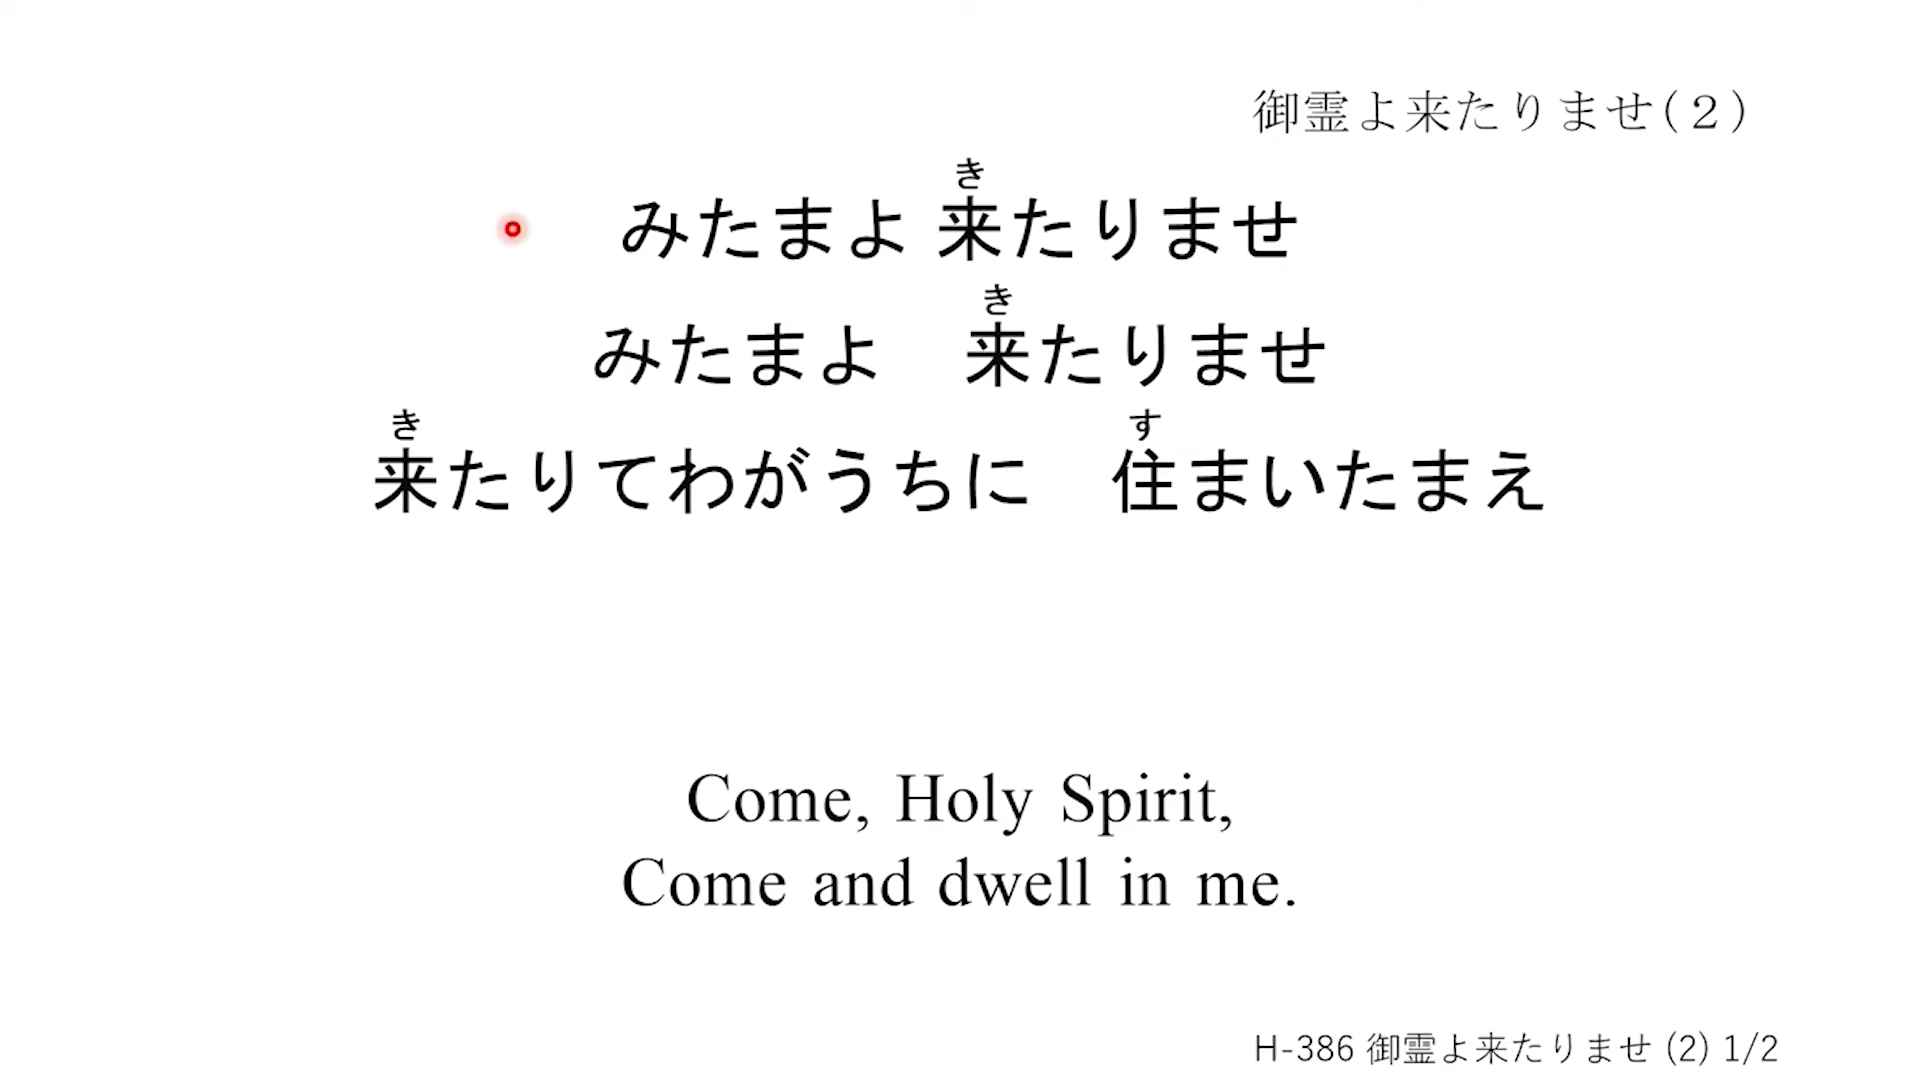 御霊よ来たりませ(２)
き
みたまよ 来たりませ
き
みたまよ　来たりませ
き　す
来たりてわがうちに　住まいたまえ
Come, Holy Spirit,
Come and dwell in me.
H-386 御霊よ来たりませ (2) 1/2